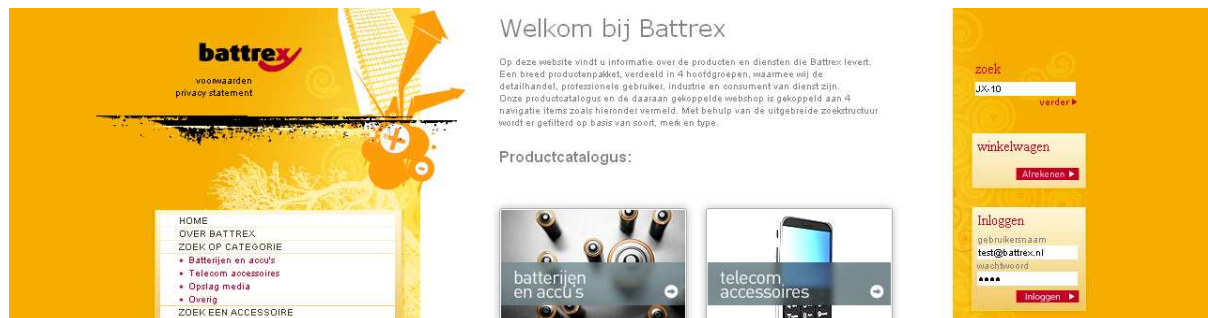 battrex
voorwaarden
privacy statement
HOME
OVER BATTREX
ZOEK OP CATEGORIE
• Batterijen en accu's
• Telecom accessoires
• Opslag media
• Overig
ZOEK EEN ACCESSOIRE
Welkom bij Battrex
Op deze website vindt u informatie over de producten en diensten die Battrex levert.
Een breed productenpakket, verdeeld in 4 hoofdgroepen, waarmee wij de
detailhandel, professionele gebruiker, industrie en consument van dienst zijn.
Onze productcatalogus en de daaraan gekoppelde webshop is gekoppeld aan 4
navigatie items zoals hieronder vermeld. Met behulp van de uitgebreide zoekstructuur
wordt er gefilterd op basis van soort, merk en type.
Productcatalogus:
batterijen
en accu's
telecom
accessoires
zoek
JX-10
verder
winkelwagen
Afrekenen
Inloggen
gebruikersnaam
test@battrex.nl
wachtwoord
••••
Inloggen